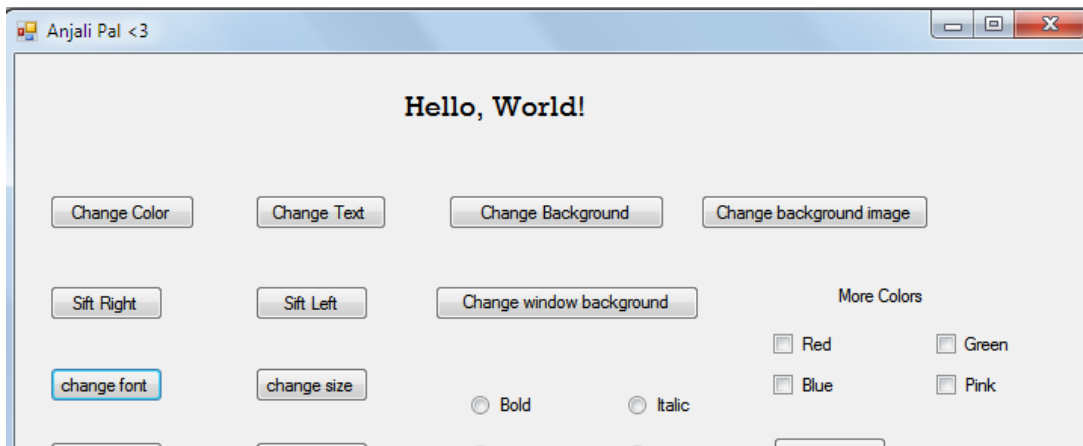 Anjali Pal <3
Hello, World!
Change Color Change Text Change Background Change background image
Sift Right Sift Left Change window background More Colors
Red Green
change font change size Blue Pink
Bold Italic